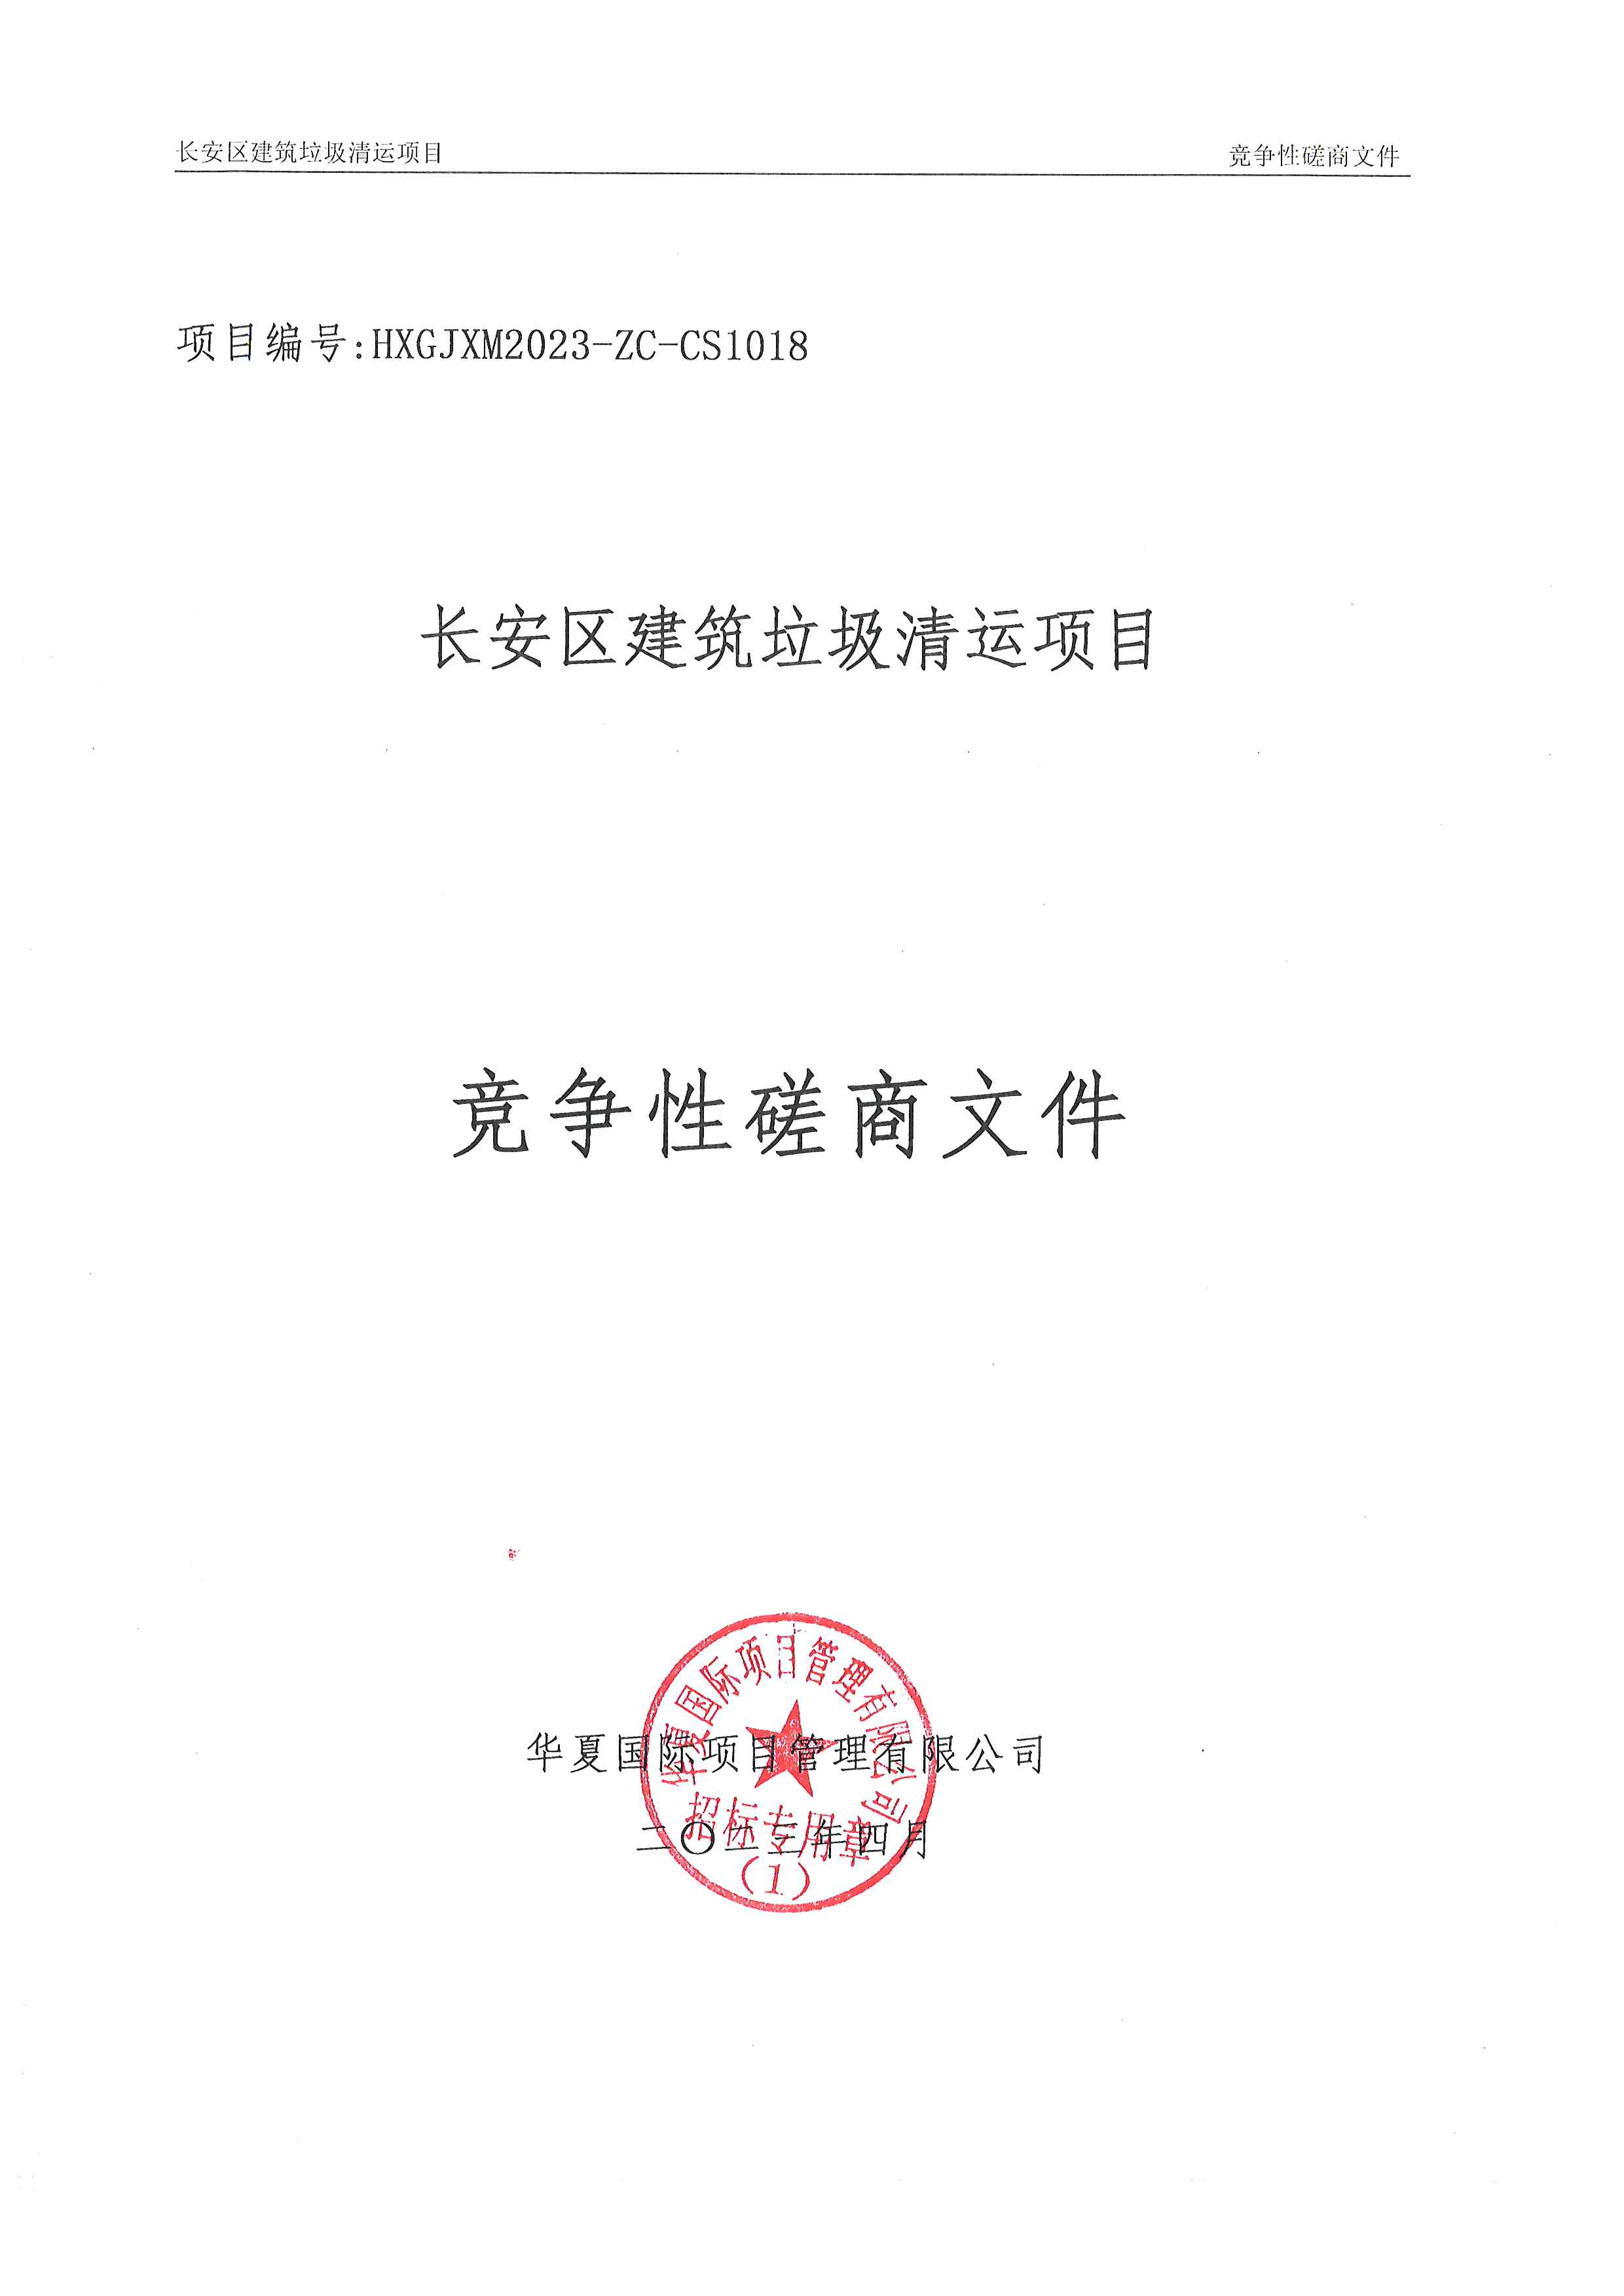 长安区建筑垃圾清运项目 竞争性磋商文件
项目编号:HXGJXM2023-ZC-CS1018
长安区建筑垃圾清运项目
竞争性磋商文件
华夏国际项目管理有限公司
二〇二三年四月
华夏国际项目管理有限公司
招标专用章
(1)